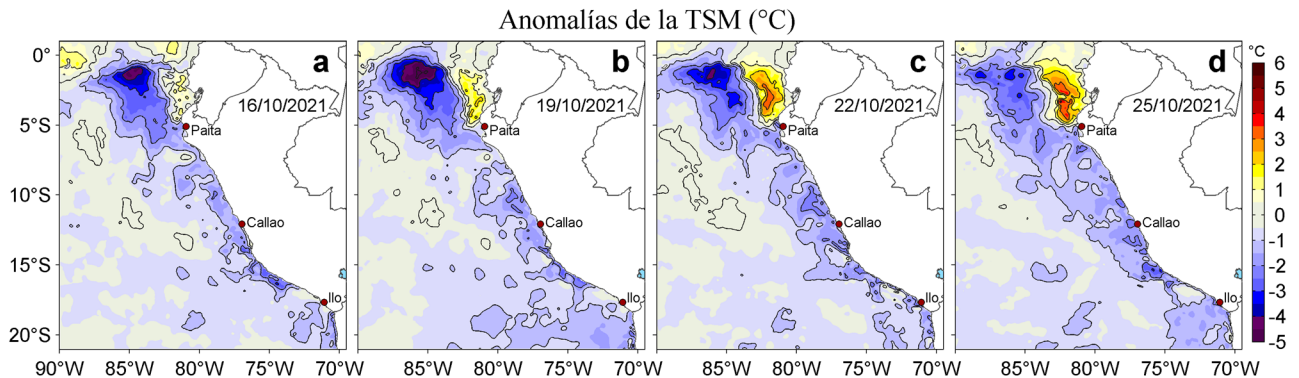 Anomalías de la TSM (°C)
a
b
c
d
°C
16/10/2021
19/10/2021
22/10/2021
25/10/2021
Paita
Paita
Paita
Paita
Callao
Callao
Callao
Callao
Ilo
Ilo
Ilo
Ilo
0°
5°S
10°S
15°S
20°S
90°W 85°W 80°W 75°W 70°W
85°W 80°W 75°W 70°W
85°W 80°W 75°W 70°W
85°W 80°W 75°W 70°W
6
5
4
3
2
1
0
-1
-2
-3
-4
-5